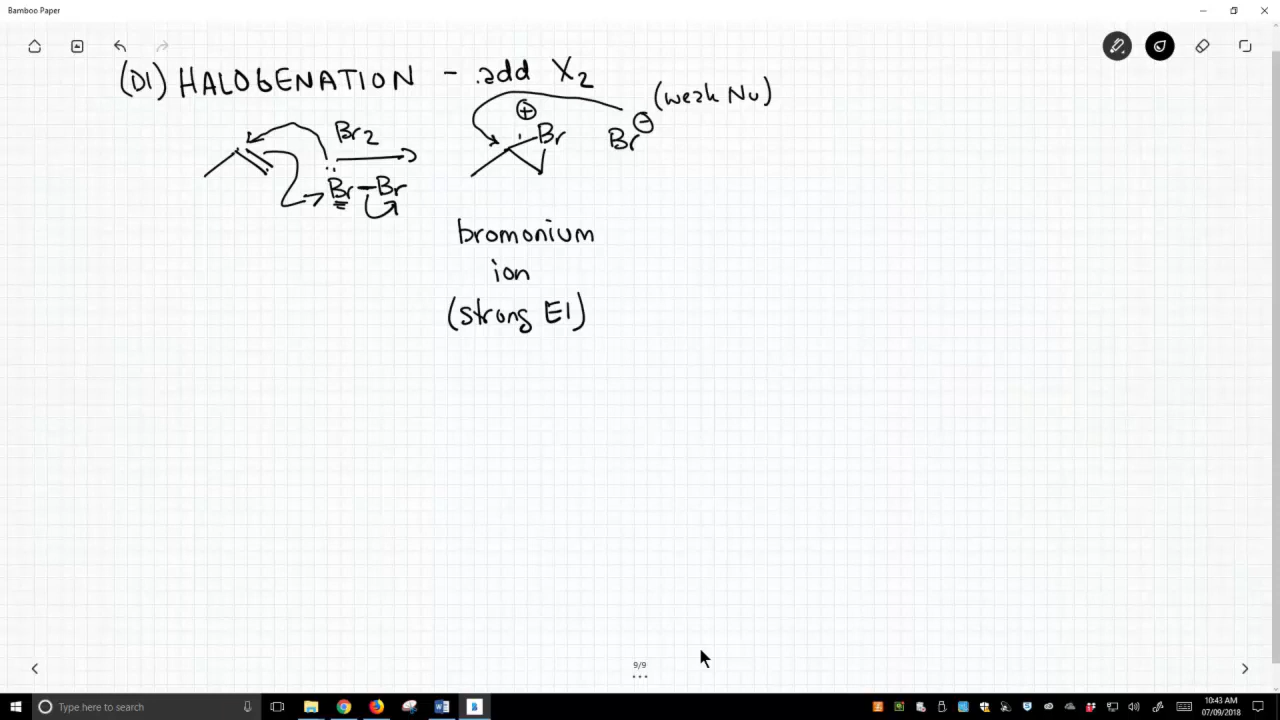 Bamboo Paper
(DI) HALOGENATION - add X2
(weak Nu)
Br2
⊕
Br
Br⊖
Br-Br
bromonium
ion
(strong El)
9/9
Type here to search
10:43 AM
07/09/2018